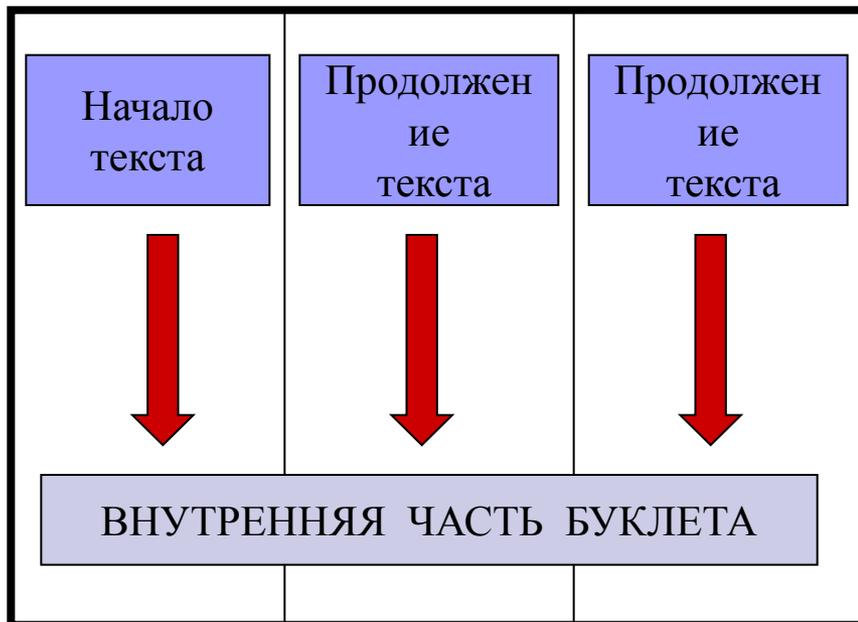 Начало
текста
Продолжен
ие
текста
Продолжен
ие
текста
ВНУТРЕННЯЯ ЧАСТЬ БУКЛЕТА